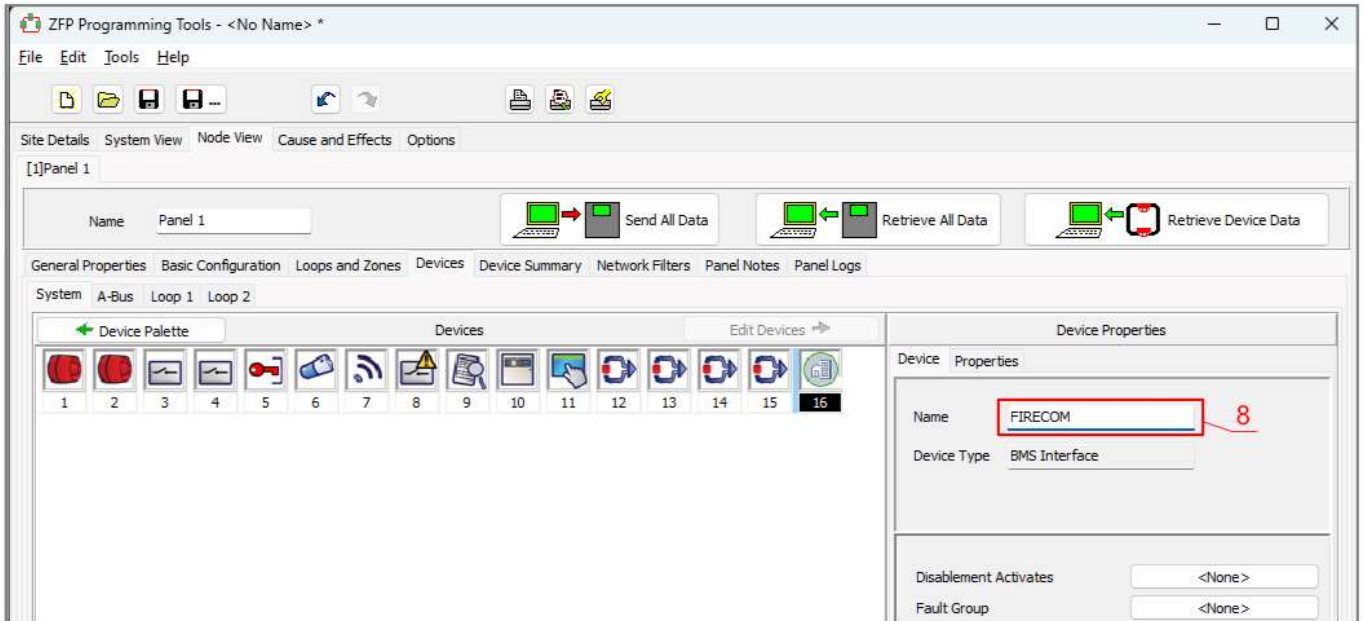 ZFP Programming Tools - <No Name> *
File Edit Tools Help
...
Site Details System View Node View Cause and Effects Options
[1]Panel 1
Name Panel 1 Send All Data Retrieve All Data Retrieve Device Data
General Properties Basic Configuration Loops and Zones Devices Device Summary Network Filters Panel Notes Panel Logs
System A-Bus Loop 1 Loop 2
Device Palette Devices Edit Devices Device Properties
Device Properties
1 2 3 4 5 6 7 8 9 10 11 12 13 14 15 16
Name FIRECOM 8
Device Type BMS Interface
Disablement Activates <None>
Fault Group <None>